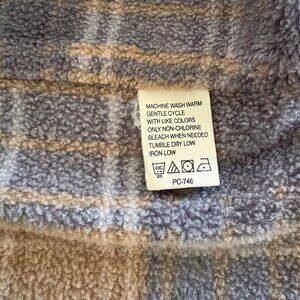 MACHINE WASH WARM
GENTLE CYCLE
WITH LIKE COLORS
ONLY NON-CHLORINE
BLEACH WHEN NEEDED
TUMBLE DRY LOW
IRON LOW
PC-746